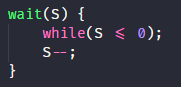 wait(S) {
while(S <= 0);
S--;
}